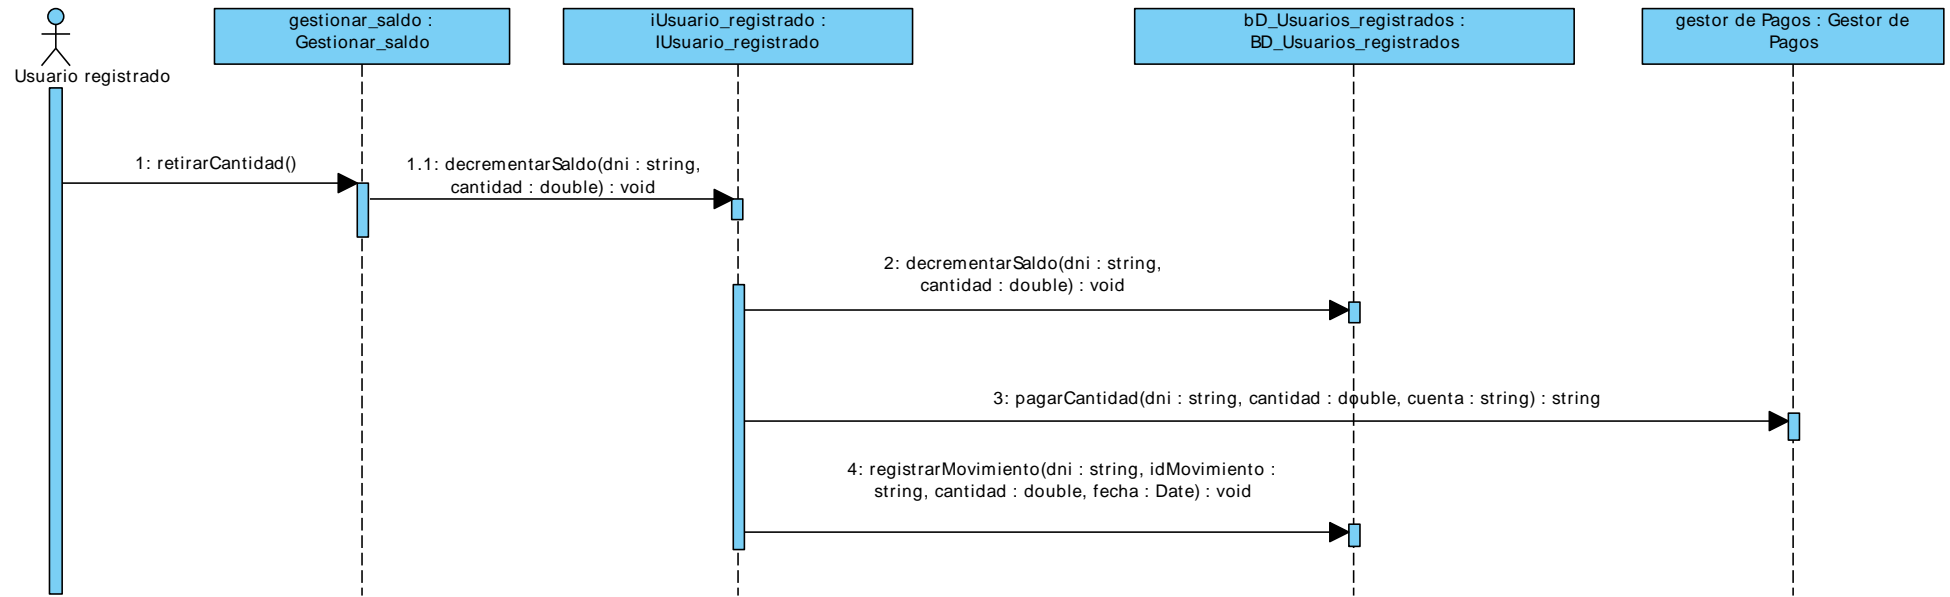 gestionar_saldo :
Gestionar_saldo
iUsuario_registrado :
IUsuario_registrado
bD_Usuarios_registrados :
BD_Usuarios_registrados
gestor de Pagos : Gestor de
Pagos
Usuario registrado
1: retirarCantidad()
1.1: decrementarSaldo(dni : string,
cantidad : double) : void
2: decrementarSaldo(dni : string,
cantidad : double) : void
3: pagarCantidad(dni : string, cantidad : double, cuenta : string) : string
4: registrarMovimiento(dni : string, idMovimiento :
string, cantidad : double, fecha : Date) : void